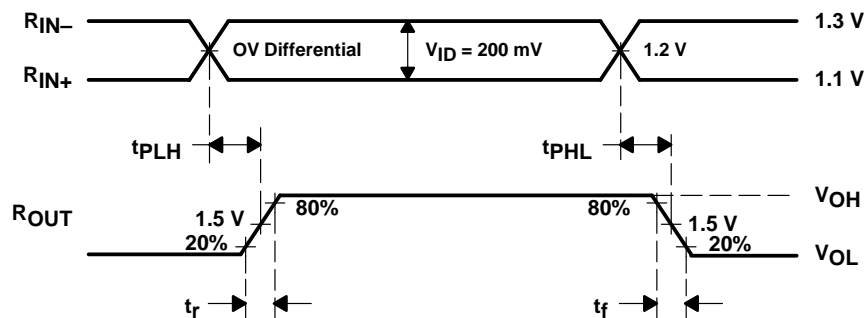 RIN–
OV Differential
VID = 200 mV
1.3 V
1.2 V
RIN+
1.1 V
tPLH
tPHL
ROUT
80%
80%
VOH
1.5 V
1.5 V
20%
20%
VOL
tr
tf